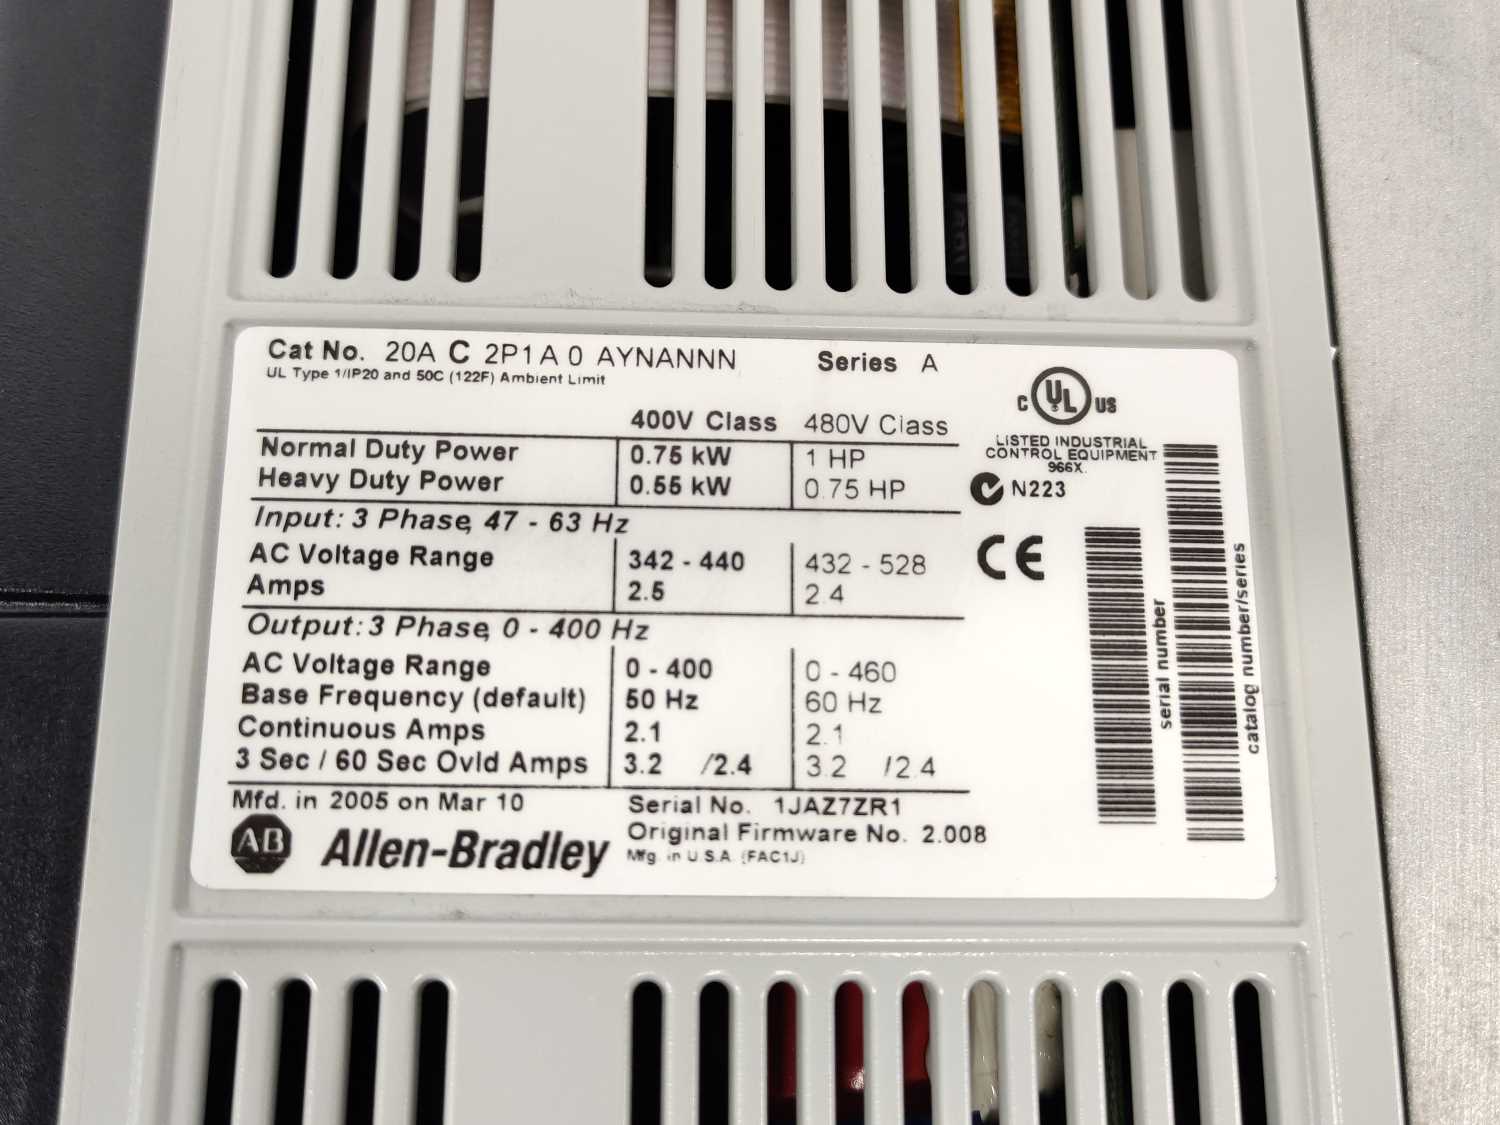 Cat No. 20A C 2P1A 0 AYNANNN Series A
UL Type 1/IP20 and 50C (122F) Ambient Limit
400V Class 480V Class
Normal Duty Power 0.75 kW 1 HP
Heavy Duty Power 0.55 kW 0.75 HP
Input: 3 Phase, 47 - 63 Hz
AC Voltage Range 342 - 440 432 - 528
Amps 2.5 2.4
Output: 3 Phase, 0 - 400 Hz
AC Voltage Range 0 - 400 0 - 460
Base Frequency (default) 50 Hz 60 Hz
Continuous Amps 2.1 2.1
3 Sec / 60 Sec Ovld Amps 3.2 /2.4 3.2 /2.4
Mfd. in 2005 on Mar 10 Serial No. 1JAZ7ZR1
Original Firmware No. 2.008
Mfg. in U.S.A. (FAC1J)
AB Allen-Bradley
C UL US
LISTED INDUSTRIAL
CONTROL EQUIPMENT
966X
N223
CE
serial number
catalog number/series